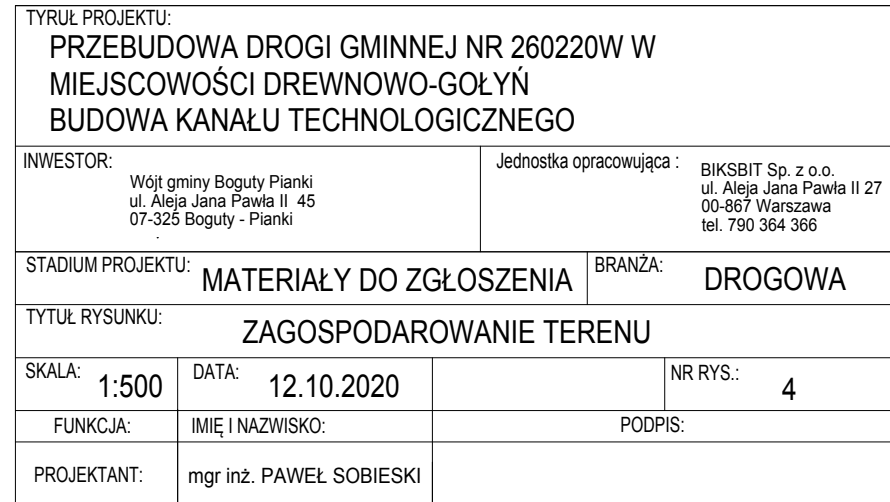 TYRUŁ PROJEKTU:
PRZEBUDOWA DROGI GMINNEJ NR 260220W W
MIEJSCOWOŚCI DREWNOWO-GOŁYŃ
BUDOWA KANAŁU TECHNOLOGICZNEGO
INWESTOR:
Wójt gminy Boguty Pianki
ul. Aleja Jana Pawła II 45
07-325 Boguty - Pianki
.
Jednostka opracowująca :
BIKSBIT Sp. z o.o.
ul. Aleja Jana Pawła II 27
00-867 Warszawa
tel. 790 364 366
STADIUM PROJEKTU: MATERIAŁY DO ZGŁOSZENIA
BRANŻA: DROGOWA
TYTUŁ RYSUNKU: ZAGOSPODAROWANIE TERENU
SKALA: 1:500
DATA: 12.10.2020
NR RYS.: 4
FUNKCJA:
IMIĘ I NAZWISKO:
PODPIS:
PROJEKTANT:
mgr inż. PAWEŁ SOBIESKI